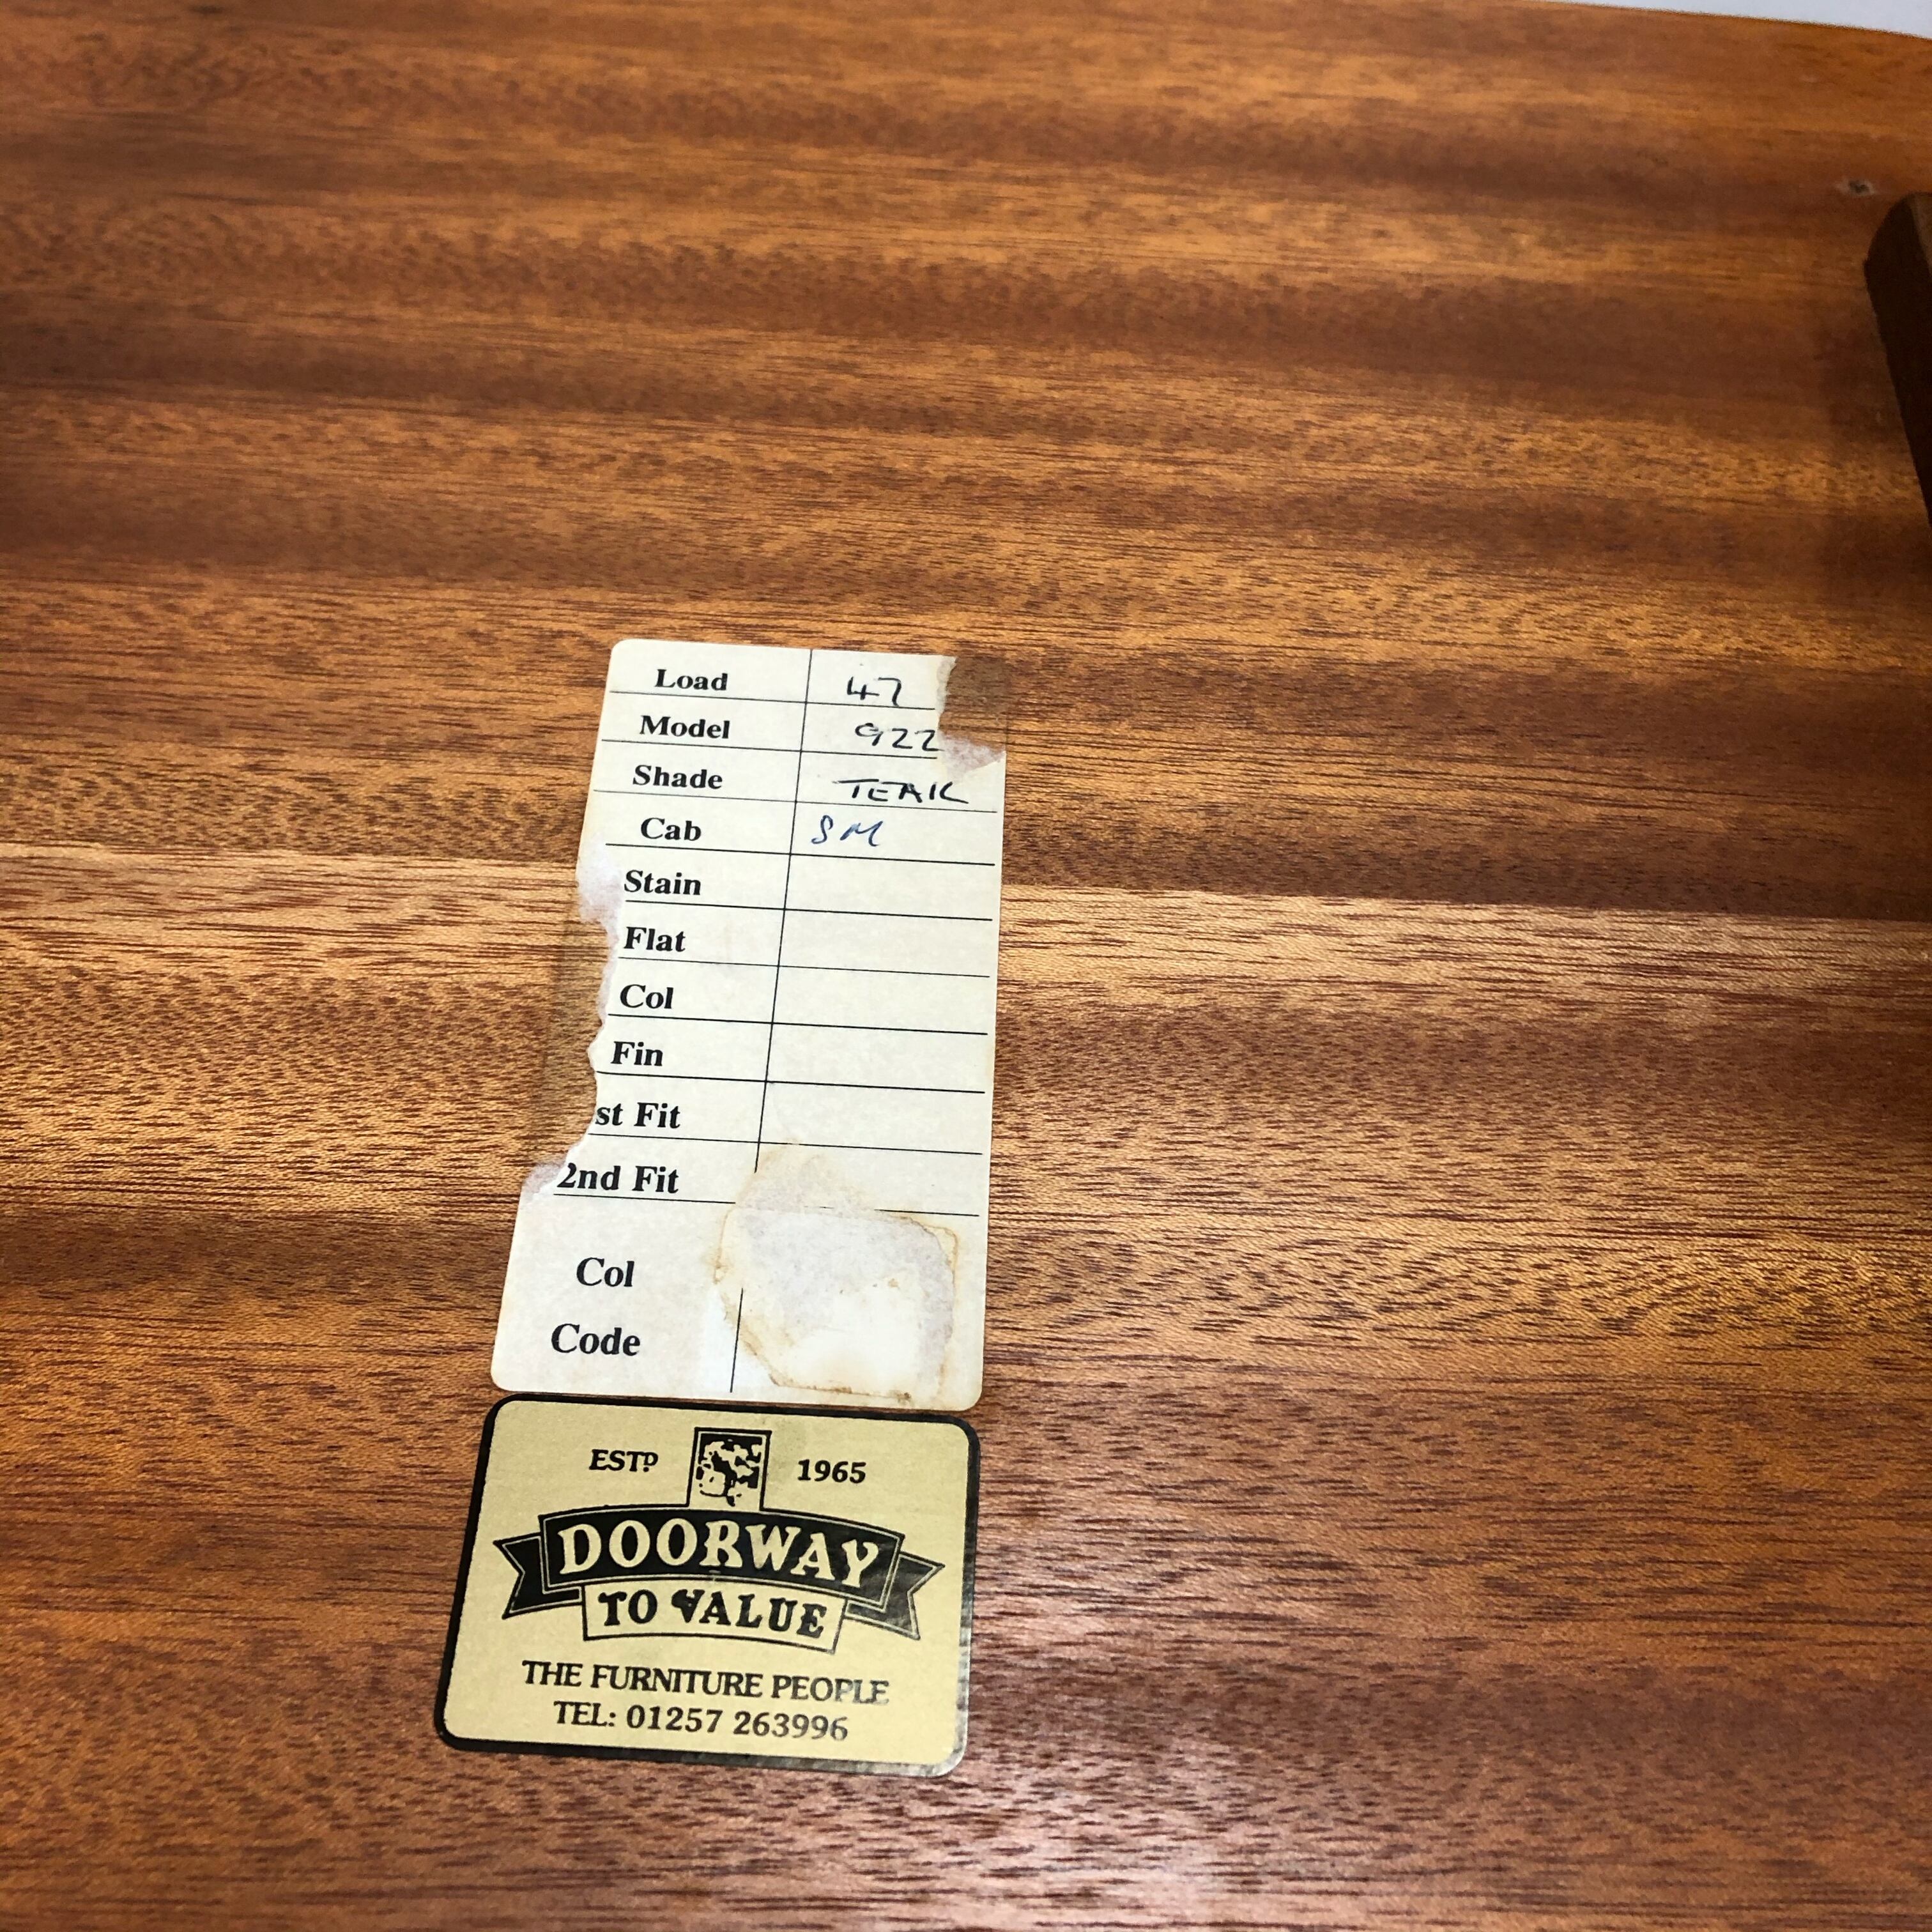 Load 47
Model 922
Shade TEAK
Cab SM
Stain
Flat
Col
Fin
st Fit
2nd Fit
Col
Code
ESTD 1965
DOORWAY
TO VALUE
THE FURNITURE PEOPLE
TEL: 01257 263996